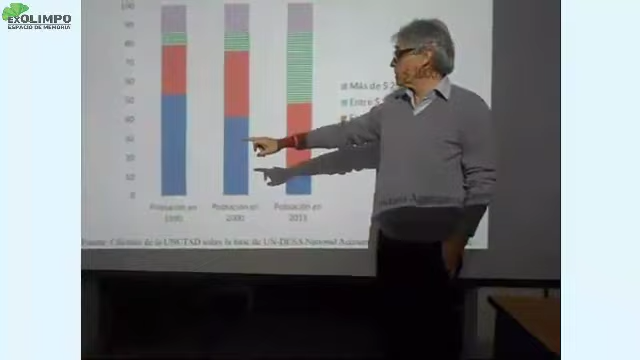 exOLIMPO
ESPACIO DE MEMORIA
100
90
80
70
60
50
40
30
20
10
0
Más de $
Entre $
Población en
1990
Población en
2000
Población en
2011
Fuente: Cálculos de la UNCTAD sobre la base de UN-DESA National